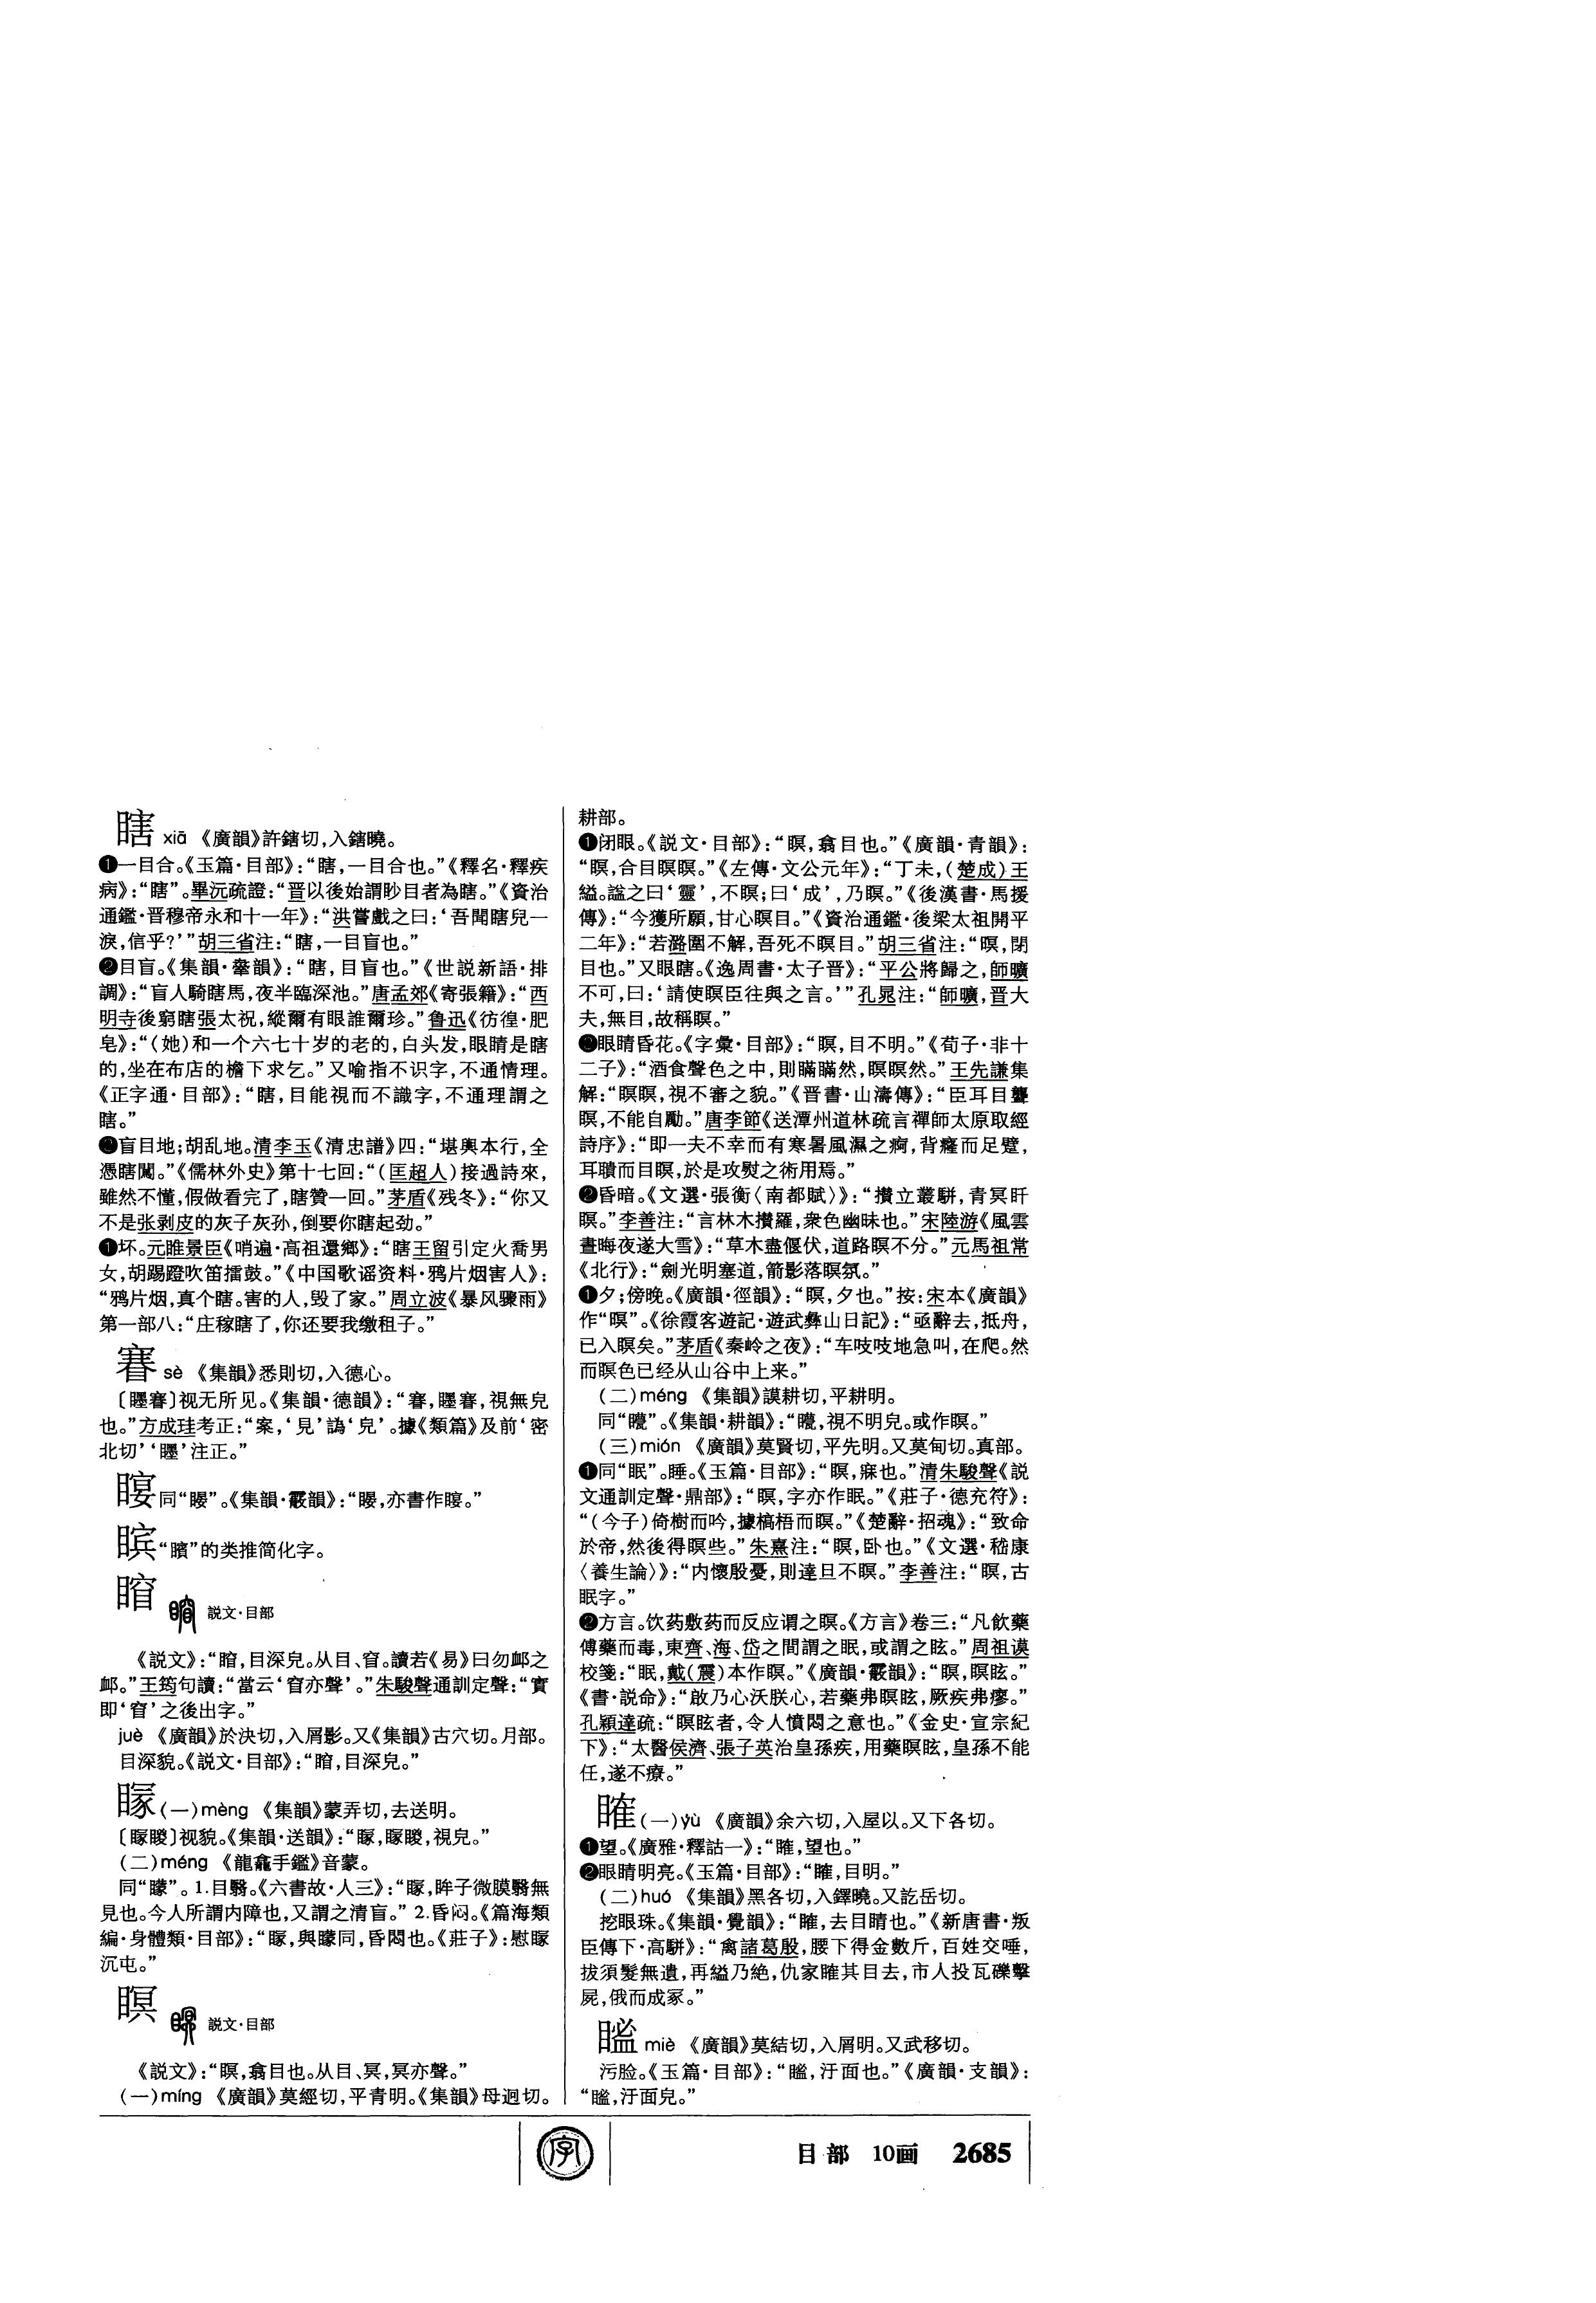 瞎 xiā 《廣韻》許鎋切，入鎋曉。
❶一目合。《玉篇·目部》：“瞎，一目合也。”《釋名·釋疾
病》：“瞎”。畢沅疏證：“晋以後始謂眇目者為瞎。”《資治
通鑑·晋穆帝永和十一年》：“洪嘗戲之曰：‘吾聞瞎兒一
淚，信乎？’”胡三省注：“瞎，一目盲也。”
❷目盲。《集韻·舝韻》：“瞎，目盲也。”《世説新語·排
調》：“盲人騎瞎馬，夜半臨深池。”唐孟郊《寄張籍》：“西
明寺後窮瞎張太祝，縱爾有眼誰爾珍。”鲁迅《彷徨·肥
皂》：“（她）和一个六七十岁的老的，白头发，眼睛是瞎
的，坐在布店的檐下求乞。”又喻指不识字，不通情理。
《正字通·目部》：“瞎，目能視而不識字，不通理謂之
瞎。”
盲目地；胡乱地。清李玉《清忠譜》四：“堪輿本行，全
憑瞎闖。”《儒林外史》第十七回：“（匡超人）接過詩來，
雖然不懂，假做看完了，瞎贊一回。”茅盾《残冬》：“你又
不是张剥皮的灰子灰孙，倒要你瞎起劲。”
❶坏。元睢景臣《哨遍·高祖還鄉》：“瞎王留引定火喬男
女，胡踢蹬吹笛擂鼓。”《中国歌谣资料·鸦片烟害人》：
“鸦片烟，真个瞎。害的人，毁了家。”周立波《暴风骤雨》
第一部八：“庄稼瞎了，你还要我缴租子。”
sè 《集韻》悉則切，入德心。
视无所见。《集韻·德韻》：視無皃
也。”方成珪考正：“案，‘見’譌‘皃’。據《類篇》及前‘密
北切’注正。”
同《集韻·霰韻》：亦書作
𥇥“矉”的类推简化字。
䁓 説文·目部
《説文》：“䁓，目深皃。从目、窅。讀若《易》曰勿卹之
卹。”王筠句讀：“當云‘窅亦聲’。”朱駿聲通訓定聲：“實
即‘窅’之後出字。”
juè 《廣韻》於決切，入屑影。又《集韻》古穴切。月部。
目深貌。《説文·目部》：“䁓，目深皃。”
䁅（一）mèng 《集韻》蒙弄切，去送明。
〔䁅䁓〕视貌。《集韻·送韻》：視皃。”
（二）méng 《龍龕手鑑》音蒙。
同“矇”。1.目翳。《六書故·人三》：“䁅，眸子微膜翳無
見也。今人所謂内障也，又謂之清盲。” 2.昏闷。《篇海類
編·身體類·目部》：“䁅，與矇同，昏悶也。《莊子》：慰䁅
沉屯。”
瞑 説文·目部
《説文》：“瞑，翕目也。从目、冥，冥亦聲。”
（一）míng 《廣韻》莫經切，平青明。《集韻》母迥切。
耕部。
❶闭眼。《説文·目部》：“瞑，翕目也。”《廣韻·青韻》：
“瞑，合目瞑瞑。”《左傳·文公元年》：“丁未，（楚成）王
縊。謚之曰‘靈’，不瞑；曰‘成’，乃瞑。”《後漢書·馬援
傳》：“今獲所願，甘心瞑目。”《資治通鑑·後梁太祖開平
二年》：“若潞圍不解，吾死不瞑目。”胡三省注：“瞑，閉
目也。”又眼瞎。《逸周書·太子晋》：“平公將歸之，師曠
不可，曰：‘請使瞑臣往與之言。’”孔晁注：“師曠，晋大
夫，無目，故稱瞑。”
眼睛昏花。《字彙·目部》：“瞑，目不明。”《荀子·非十
二子》：“酒食聲色之中，則瞞瞞然，瞑瞑然。”王先謙集
解：“瞑瞑，視不審之貌。”《晋書·山濤傳》：“臣耳目聾
瞑，不能自勵。”唐李節《送潭州道林疏言禪師太原取經
詩序》：“即一夫不幸而有寒暑風濕之痾，背癰而足躄，
耳聵而目瞑，於是攻熨之術用焉。”
❷昏暗。《文選·張衡〈南都賦〉》：“攢立叢駢，青冥盰
瞑。”李善注：“言林木攢羅，衆色幽昧也。”宋陸游《風雲
晝晦夜遂大雪》：“草木盡偃伏，道路瞑不分。”元馬祖常
《北行》：“劍光明塞道，箭影落瞑氛。”
❶夕；傍晚。《廣韻·徑韻》：“瞑，夕也。”按：宋本《廣韻》
作“暝”。《徐霞客遊記·遊武彝山日記》：“亟辭去，抵舟，
已入瞑矣。”茅盾《秦岭之夜》：“车吱吱地急叫，在爬。然
而瞑色已经从山谷中上来。”
（二）méng 《集韻》謨耕切，平耕明。
同“矒”。《集韻·耕韻》：“矒，視不明皃。或作瞑。”
（三）mián 《廣韻》莫賢切，平先明。又莫甸切。真部。
❶同“眠”。睡。《玉篇·目部》：“瞑，寐也。”清朱駿聲《説
文通訓定聲·鼎部》：“瞑，字亦作眠。”《莊子·德充符》：
“（今子）倚樹而吟，據槁梧而瞑。”《楚辭·招魂》：“致命
於帝，然後得瞑些。”朱熹注：“瞑，卧也。”《文選·嵇康
〈養生論〉》：“内懷殷憂，則達旦不瞑。”李善注：“瞑，古
眠字。”
❷方言。饮药敷药而反应谓之瞑。《方言》卷三：“凡飲藥
傅藥而毒，東齊、海、岱之間謂之眠，或謂之眩。”周祖谟
校箋：“眠，戴（震）本作瞑。”《廣韻·霰韻》：“瞑，瞑眩。”
《書·説命》：“啟乃心沃朕心，若藥弗瞑眩，厥疾弗瘳。”
孔穎達疏：“瞑眩者，令人憤悶之意也。”《金史·宣宗紀
下》：“太醫侯濟、張子英治皇孫疾，用藥瞑眩，皇孫不能
任，遂不療。”
䧹（一）yù 《廣韻》余六切，入屋以。又下各切。
❶望。《廣雅·釋詁一》：望也。”
❷眼睛明亮。《玉篇·目部》：目明。”
（二）huó 《集韻》黑各切，入鐸曉。又訖岳切。
挖眼珠。《集韻·覺韻》：去目睛也。”《新唐書·叛
臣傳下·高駢》：“禽諸葛殷，腰下得金數斤，百姓交唾，
拔須髮無遺，再縊乃絶，仇家其目去，市人投瓦礫擊
屍，俄而成冢。”
miè 《廣韻》莫結切，入屑明。又武移切。
污脸。《玉篇·目部》：汙面也。”《廣韻·支韻》：
汙面皃。”
目部 10画 2685